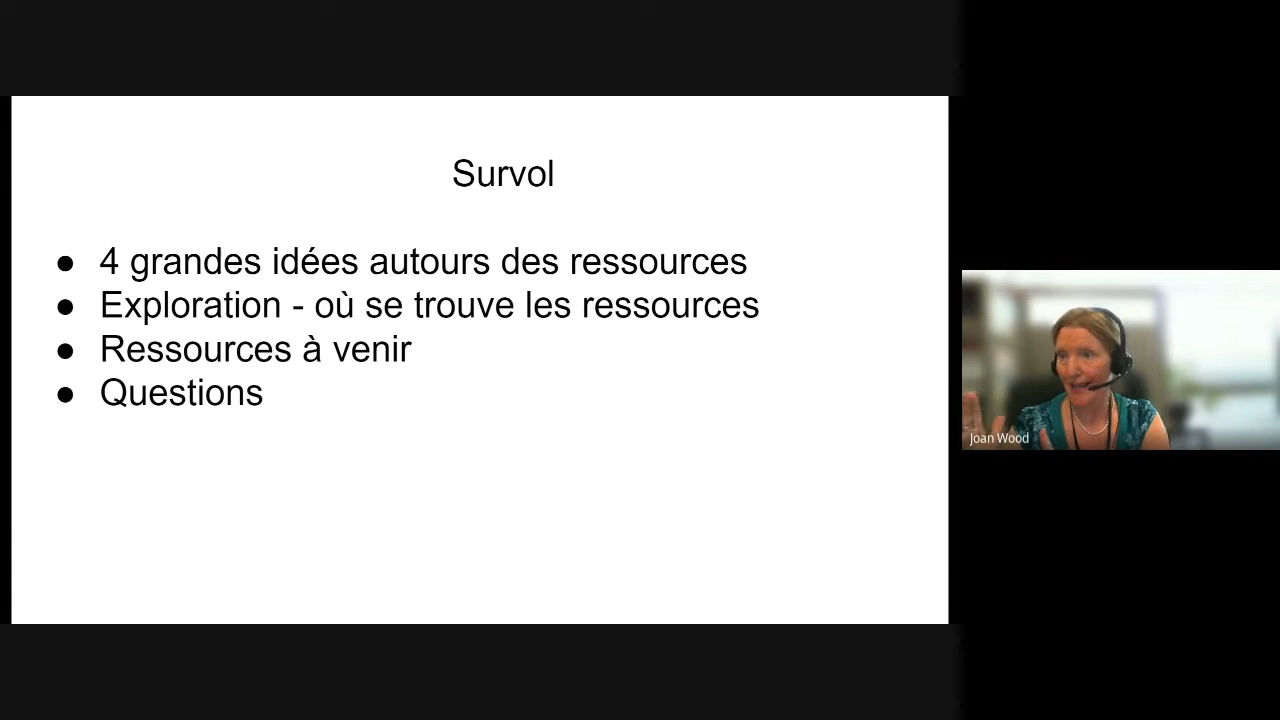 Survol
● 4 grandes idées autours des ressources
● Exploration - où se trouve les ressources
● Ressources à venir
● Questions
Joan Wood